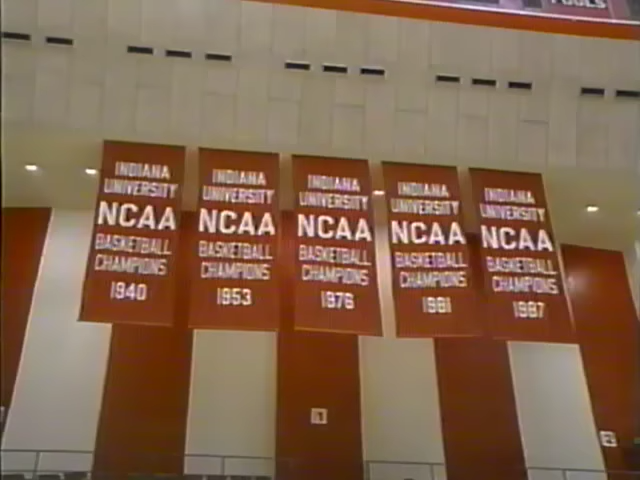 POOLS
INDIANA
UNIVERSITY
NCAA
BASKETBALL
CHAMPIONS
1940
INDIANA
UNIVERSITY
NCAA
BASKETBALL
CHAMPIONS
1953
INDIANA
UNIVERSITY
NCAA
BASKETBALL
CHAMPIONS
1976
INDIANA
UNIVERSITY
NCAA
BASKETBALL
CHAMPIONS
1981
INDIANA
UNIVERSITY
NCAA
BASKETBALL
CHAMPIONS
1987